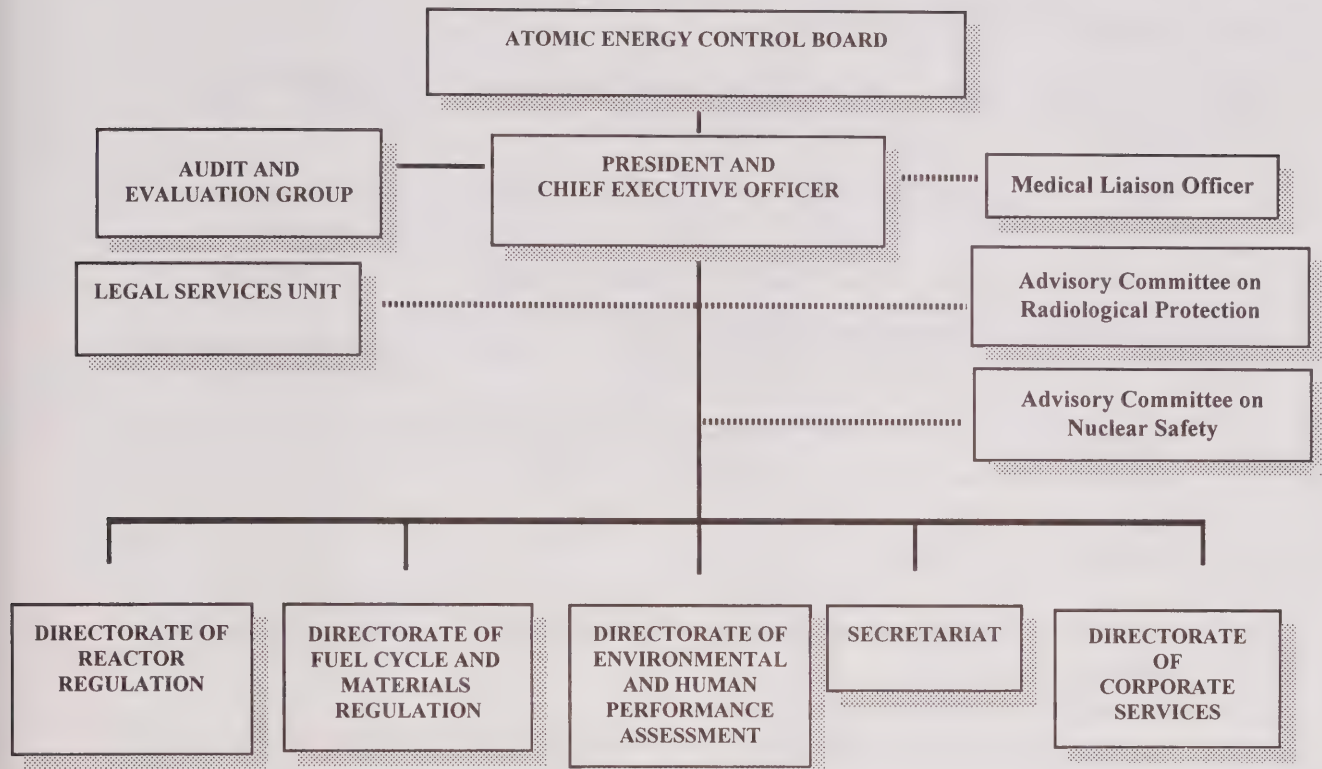 ATOMIC ENERGY CONTROL BOARD
AUDIT AND
EVALUATION GROUP
PRESIDENT AND
CHIEF EXECUTIVE OFFICER
Medical Liaison Officer
LEGAL SERVICES UNIT
Advisory Committee on
Radiological Protection
Advisory Committee on
Nuclear Safety
DIRECTORATE OF
REACTOR
REGULATION
DIRECTORATE OF
FUEL CYCLE AND
MATERIALS
REGULATION
DIRECTORATE OF
ENVIRONMENTAL
AND HUMAN
PERFORMANCE
ASSESSMENT
SECRETARIAT
DIRECTORATE
OF
CORPORATE
SERVICES